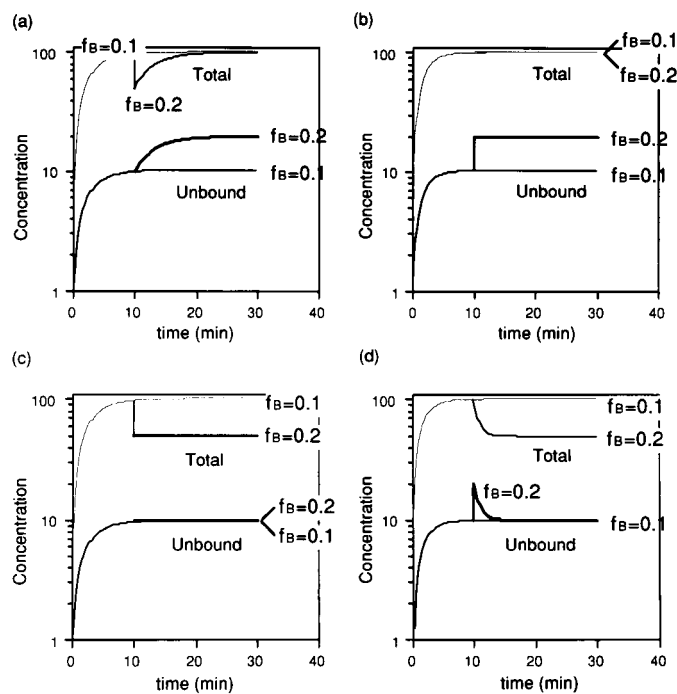 (a)
(b)
Concentration
100
10
1
fB=0.1
fB=0.2
Total
fB=0.2
fB=0.1
Unbound
0
10
20
30
40
time (min)
Concentration
100
10
1
fB=0.1
fB=0.2
Total
fB=0.2
fB=0.1
Unbound
0
10
20
30
40
time (min)
(c)
(d)
Concentration
100
10
1
fB=0.1
fB=0.2
Total
fB=0.2
fB=0.1
Unbound
0
10
20
30
40
time (min)
Concentration
100
10
1
fB=0.1
fB=0.2
Total
fB=0.2
fB=0.1
Unbound
0
10
20
30
40
time (min)